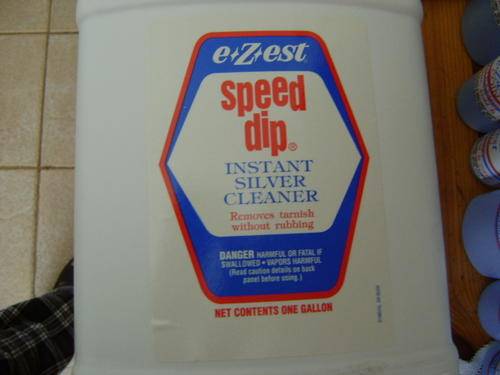 e-Z-est
speed
dip®
INSTANT
SILVER
CLEANER
Removes tarnish
without rubbing
DANGER HARMFUL OR FATAL IF
SWALLOWED • VAPORS HARMFUL
(Read caution details on back
panel before using.)
NET CONTENTS ONE GALLON